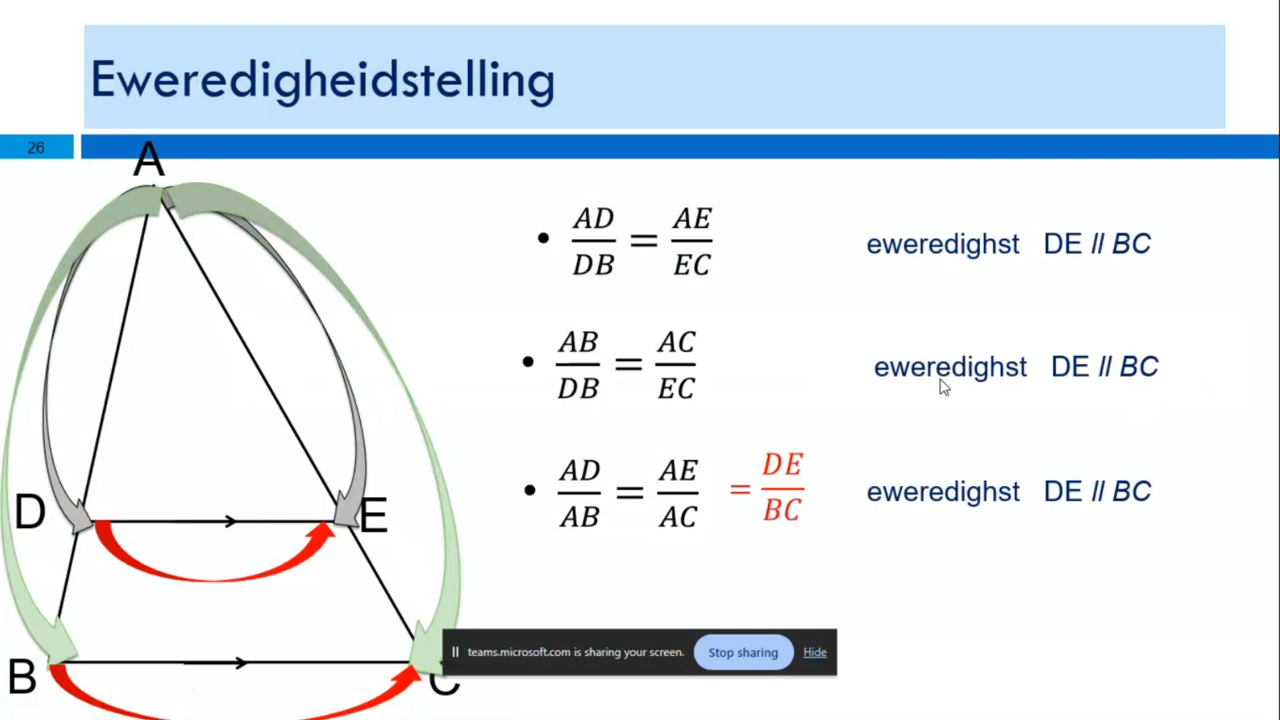 Eweredigheidstelling
26
A
• AD/DB = AE/EC eweredighst DE // BC
• AB/DB = AC/EC eweredighst DE // BC
• AD/AB = AE/AC = DE/BC eweredighst DE // BC
D
E
teams.microsoft.com is sharing your screen. Stop sharing Hide
B
C